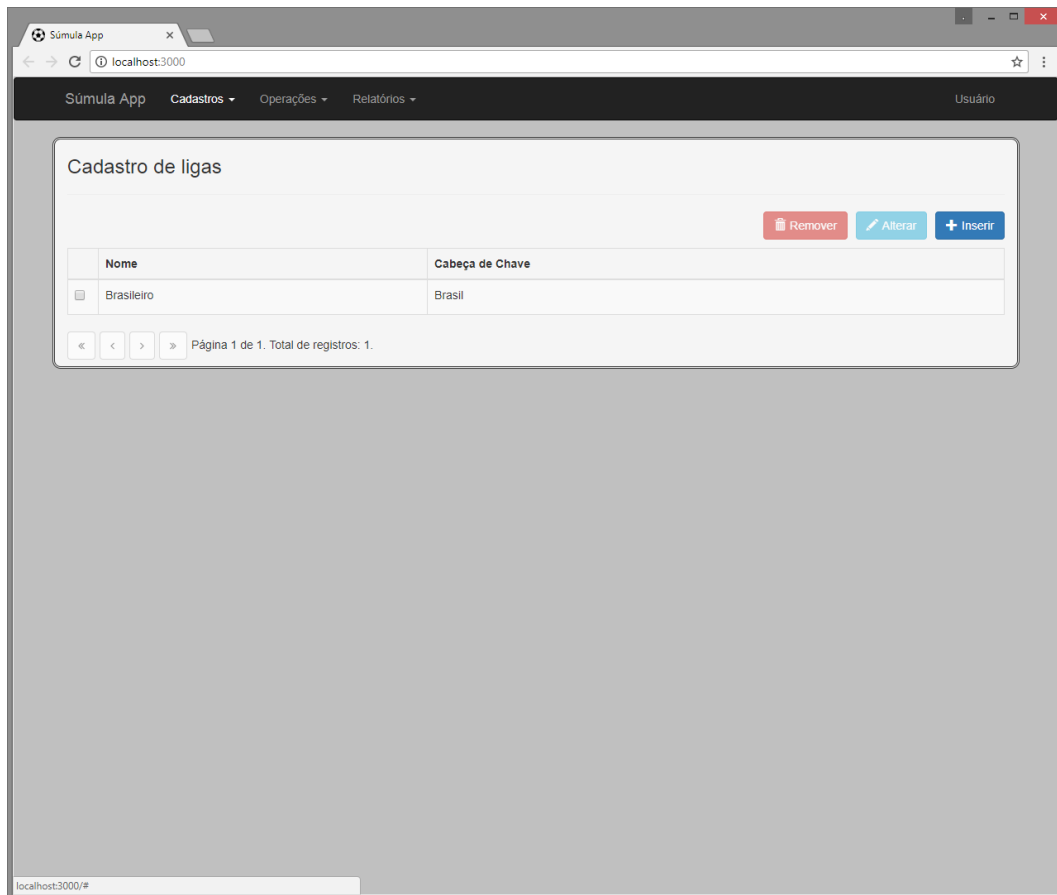 Súmula App
localhost:3000
Súmula App Cadastros Operações Relatórios Usuário
Cadastro de ligas
Remover Alterar Inserir
Nome Cabeça de Chave
Brasileiro Brasil
« < > » Página 1 de 1. Total de registros: 1.
localhost:3000/#